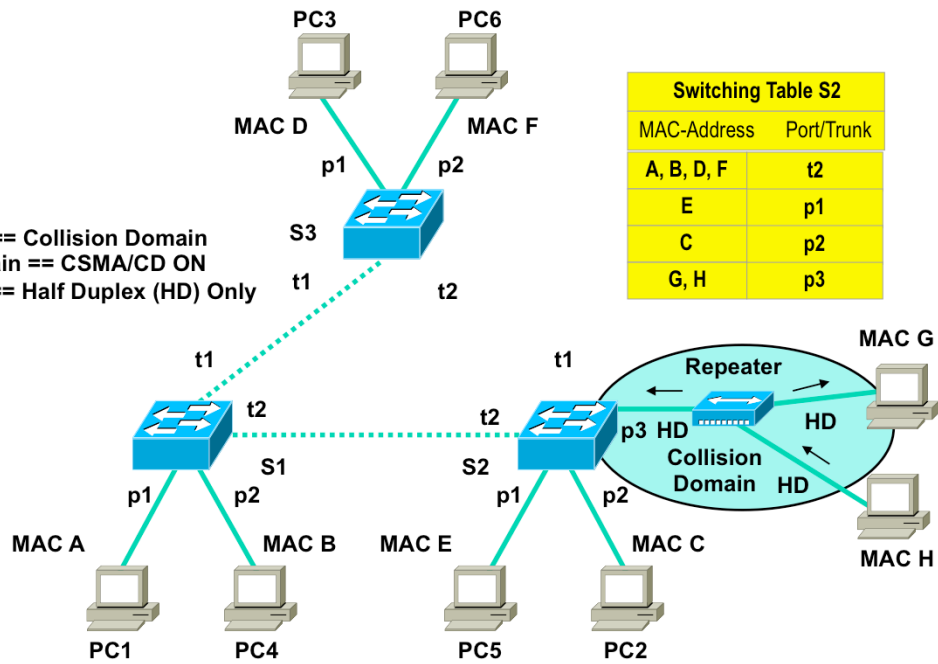 PC3
PC6
MAC D
MAC F
p1
p2
S3
t1
t2
== Collision Domain
== CSMA/CD ON
== Half Duplex (HD) Only
Switching Table S2
MAC-Address Port/Trunk
A, B, D, F t2
E p1
C p2
G, H p3
t1
t2
S1
p1
p2
MAC A
MAC B
PC1
PC4
t1
t2
S2
p3
HD
p1
p2
MAC E
MAC C
PC5
PC2
Repeater
Collision
Domain
HD
HD
MAC G
MAC H